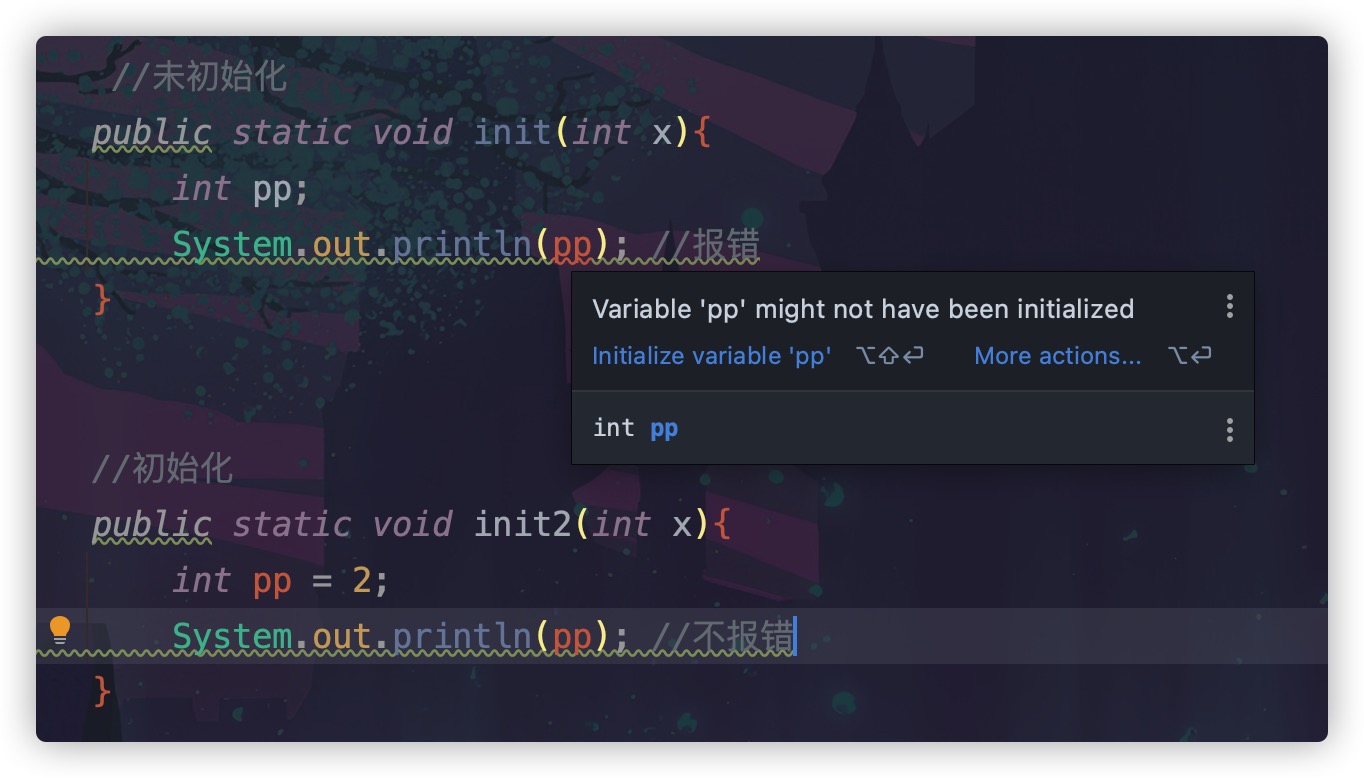 //未初始化
public static void init(int x){
int pp;
System.out.println(pp); //报错
}
Variable 'pp' might not have been initialized
Initialize variable 'pp' ⌥⇧⏎ More actions... ⌥⏎
int pp
//初始化
public static void init2(int x){
int pp = 2;
System.out.println(pp); //不报错
}